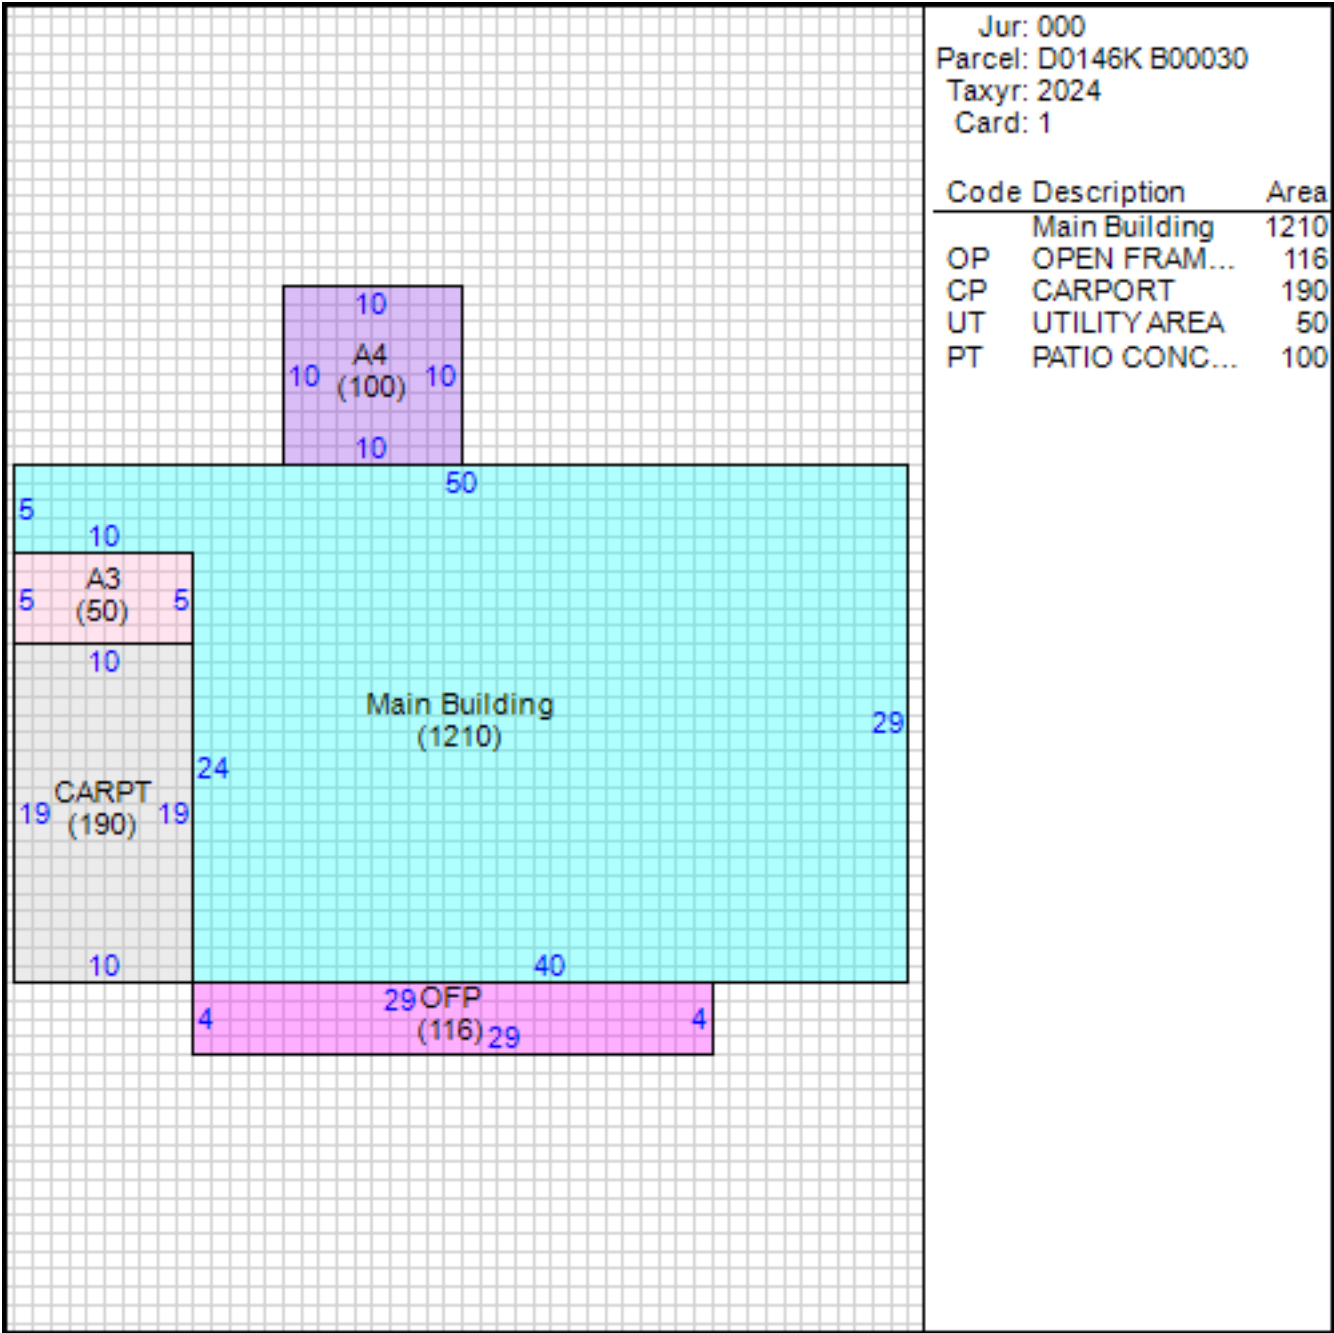 Jur: 000
Parcel: D0146K B00030
Taxyr: 2024
Card: 1
Code Description Area
Main Building 1210
OP OPEN FRAM... 116
CP CARPORT 190
UT UTILITY AREA 50
PT PATIO CONC... 100
10
A4
10 (100) 10
10
50
5
10
A3
5 (50) 5
10
Main Building
(1210)
29
24
CARPT
19 (190) 19
10
40
29 OFP
4 (116) 29 4